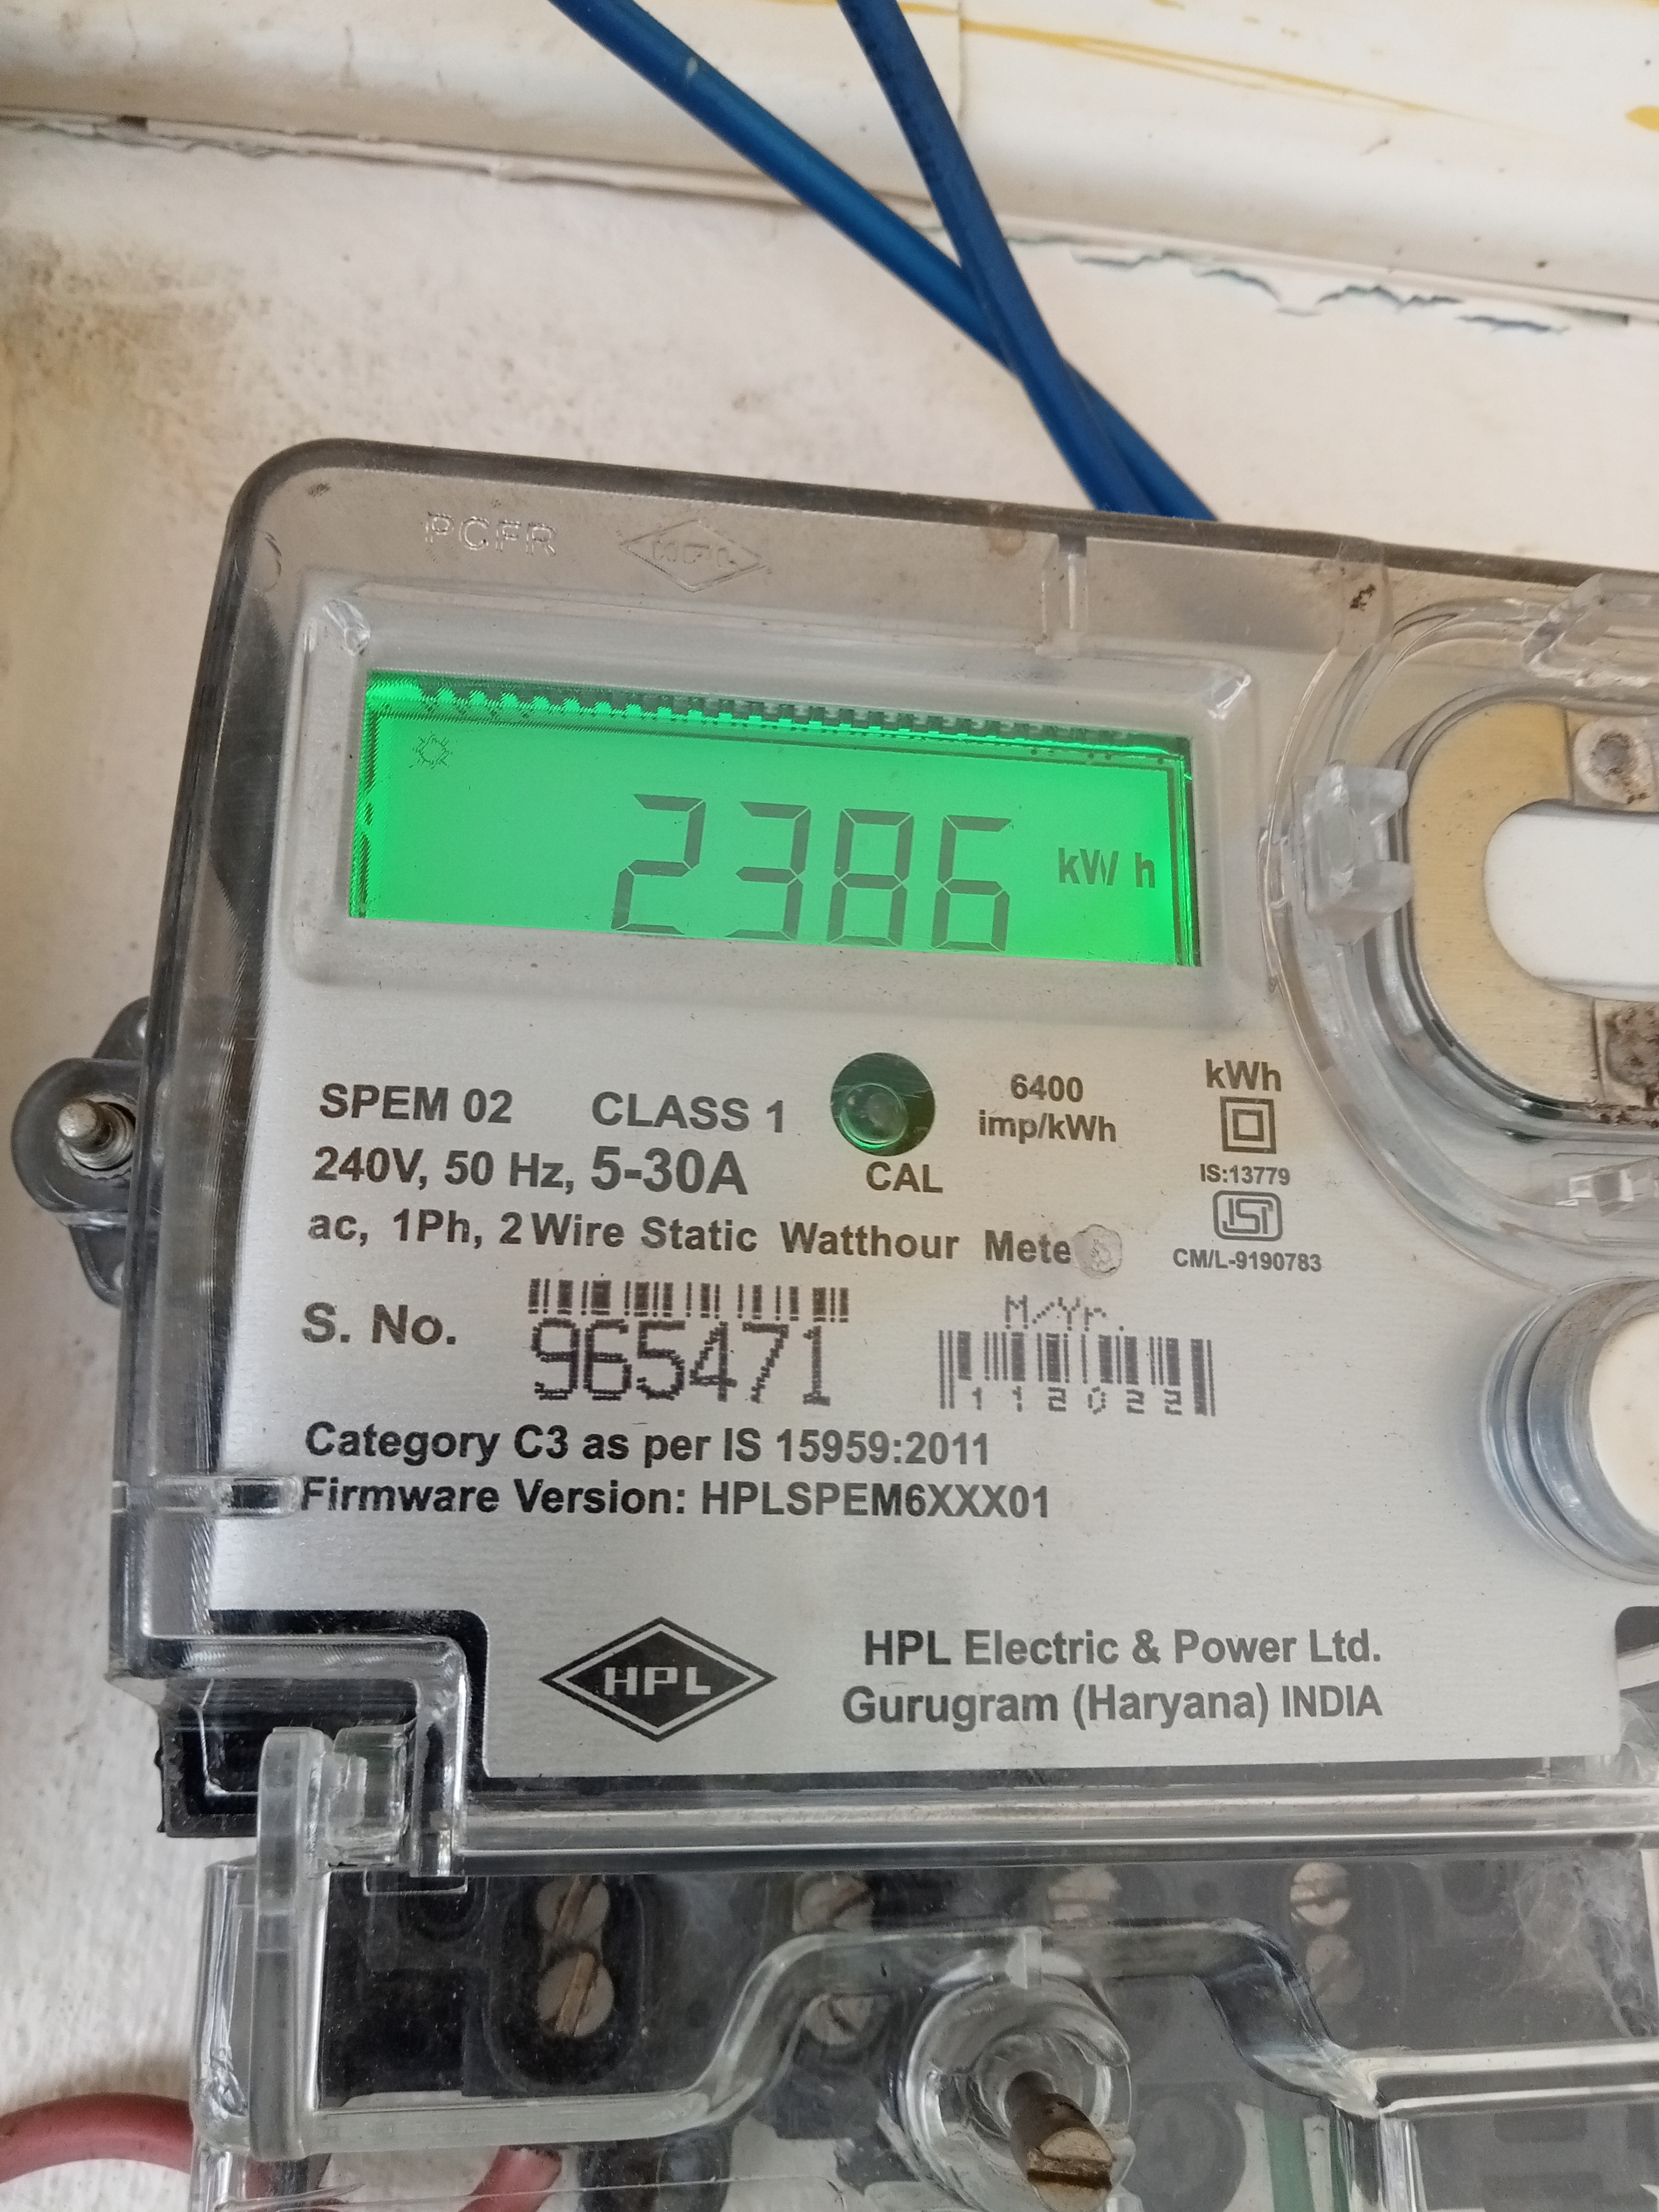 PCFR HPL
2386 kWh
SPEM 02 CLASS 1
240V, 50 Hz, 5-30A
ac, 1Ph, 2 Wire Static Watthour Mete
CAL
6400
imp/kWh
kWh
IS:13779
ISI
CM/L-9190783
S. No.
965471
M/Yr.
112022
Category C3 as per IS 15959:2011
Firmware Version: HPLSPEM6XXX01
HPL
HPL Electric & Power Ltd.
Gurugram (Haryana) INDIA